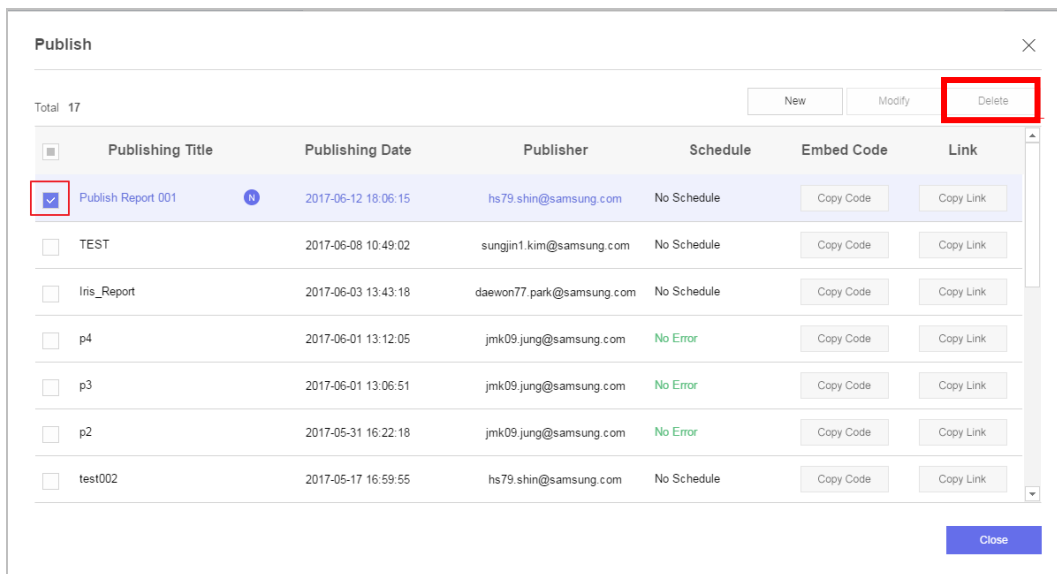 Publish
Total 17 New Modify Delete
Publishing Title Publishing Date Publisher Schedule Embed Code Link
Publish Report 001 N 2017-06-12 18:06:15 hs79.shin@samsung.com No Schedule Copy Code Copy Link
TEST 2017-06-08 10:49:02 sungjin1.kim@samsung.com No Schedule Copy Code Copy Link
Iris_Report 2017-06-03 13:43:18 daewon77.park@samsung.com No Schedule Copy Code Copy Link
p4 2017-06-01 13:12:05 jmk09.jung@samsung.com No Error Copy Code Copy Link
p3 2017-06-01 13:06:51 jmk09.jung@samsung.com No Error Copy Code Copy Link
p2 2017-05-31 16:22:18 jmk09.jung@samsung.com No Error Copy Code Copy Link
test002 2017-05-17 16:59:55 hs79.shin@samsung.com No Schedule Copy Code Copy Link
Close